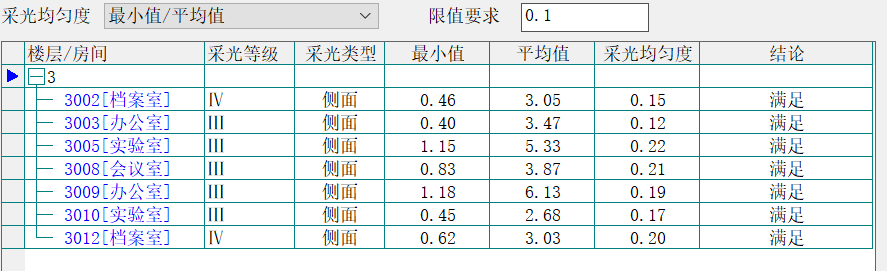 采光均匀度 最小值/平均值 限值要求 0.1
楼层/房间 采光等级 采光类型 最小值 平均值 采光均匀度 结论
3
3002[档案室] Ⅳ 侧面 0.46 3.05 0.15 满足
3003[办公室] Ⅲ 侧面 0.40 3.47 0.12 满足
3005[实验室] Ⅲ 侧面 1.15 5.33 0.22 满足
3008[会议室] Ⅲ 侧面 0.83 3.87 0.21 满足
3009[办公室] Ⅲ 侧面 1.18 6.13 0.19 满足
3010[实验室] Ⅲ 侧面 0.45 2.68 0.17 满足
3012[档案室] Ⅳ 侧面 0.62 3.03 0.20 满足